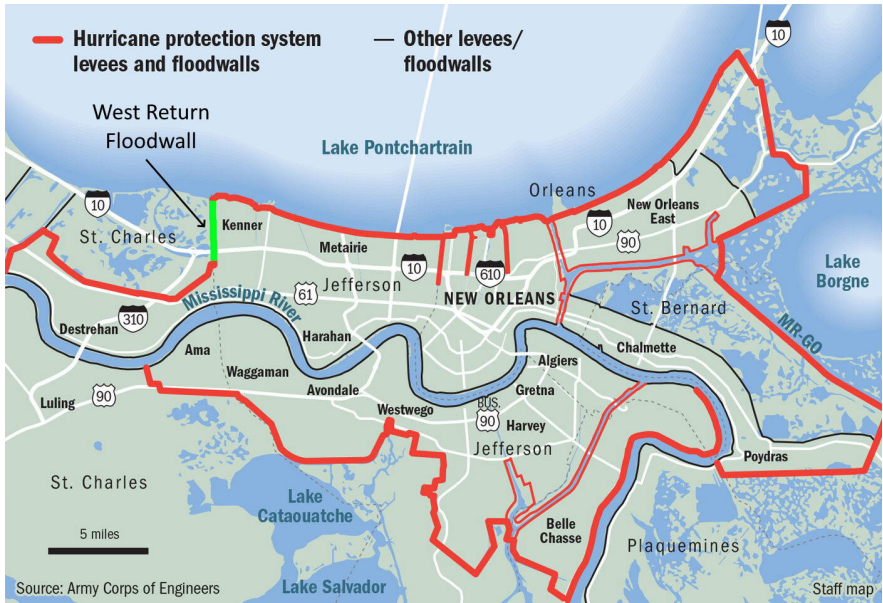 Hurricane protection system
levees and floodwalls
Other levees/
floodwalls
10
West Return
Floodwall
Lake Pontchartrain
Orleans
10
St. Charles
Kenner
New Orleans
East
10
90
Metairie
10
610
Jefferson
Lake
Borgne
Mississippi River
61
NEW ORLEANS
St. Bernard
310
MR-GO
Destrehan
Harahan
Ama
Chalmette
Waggaman
Algiers
Avondale
Gretna
90
Luling
Westwego
BUS.
90
Harvey
Jefferson
Poydras
St. Charles
Lake
Cataouatche
Belle
Chasse
5 miles
Plaquemines
Lake Salvador
Source: Army Corps of Engineers
Staff map